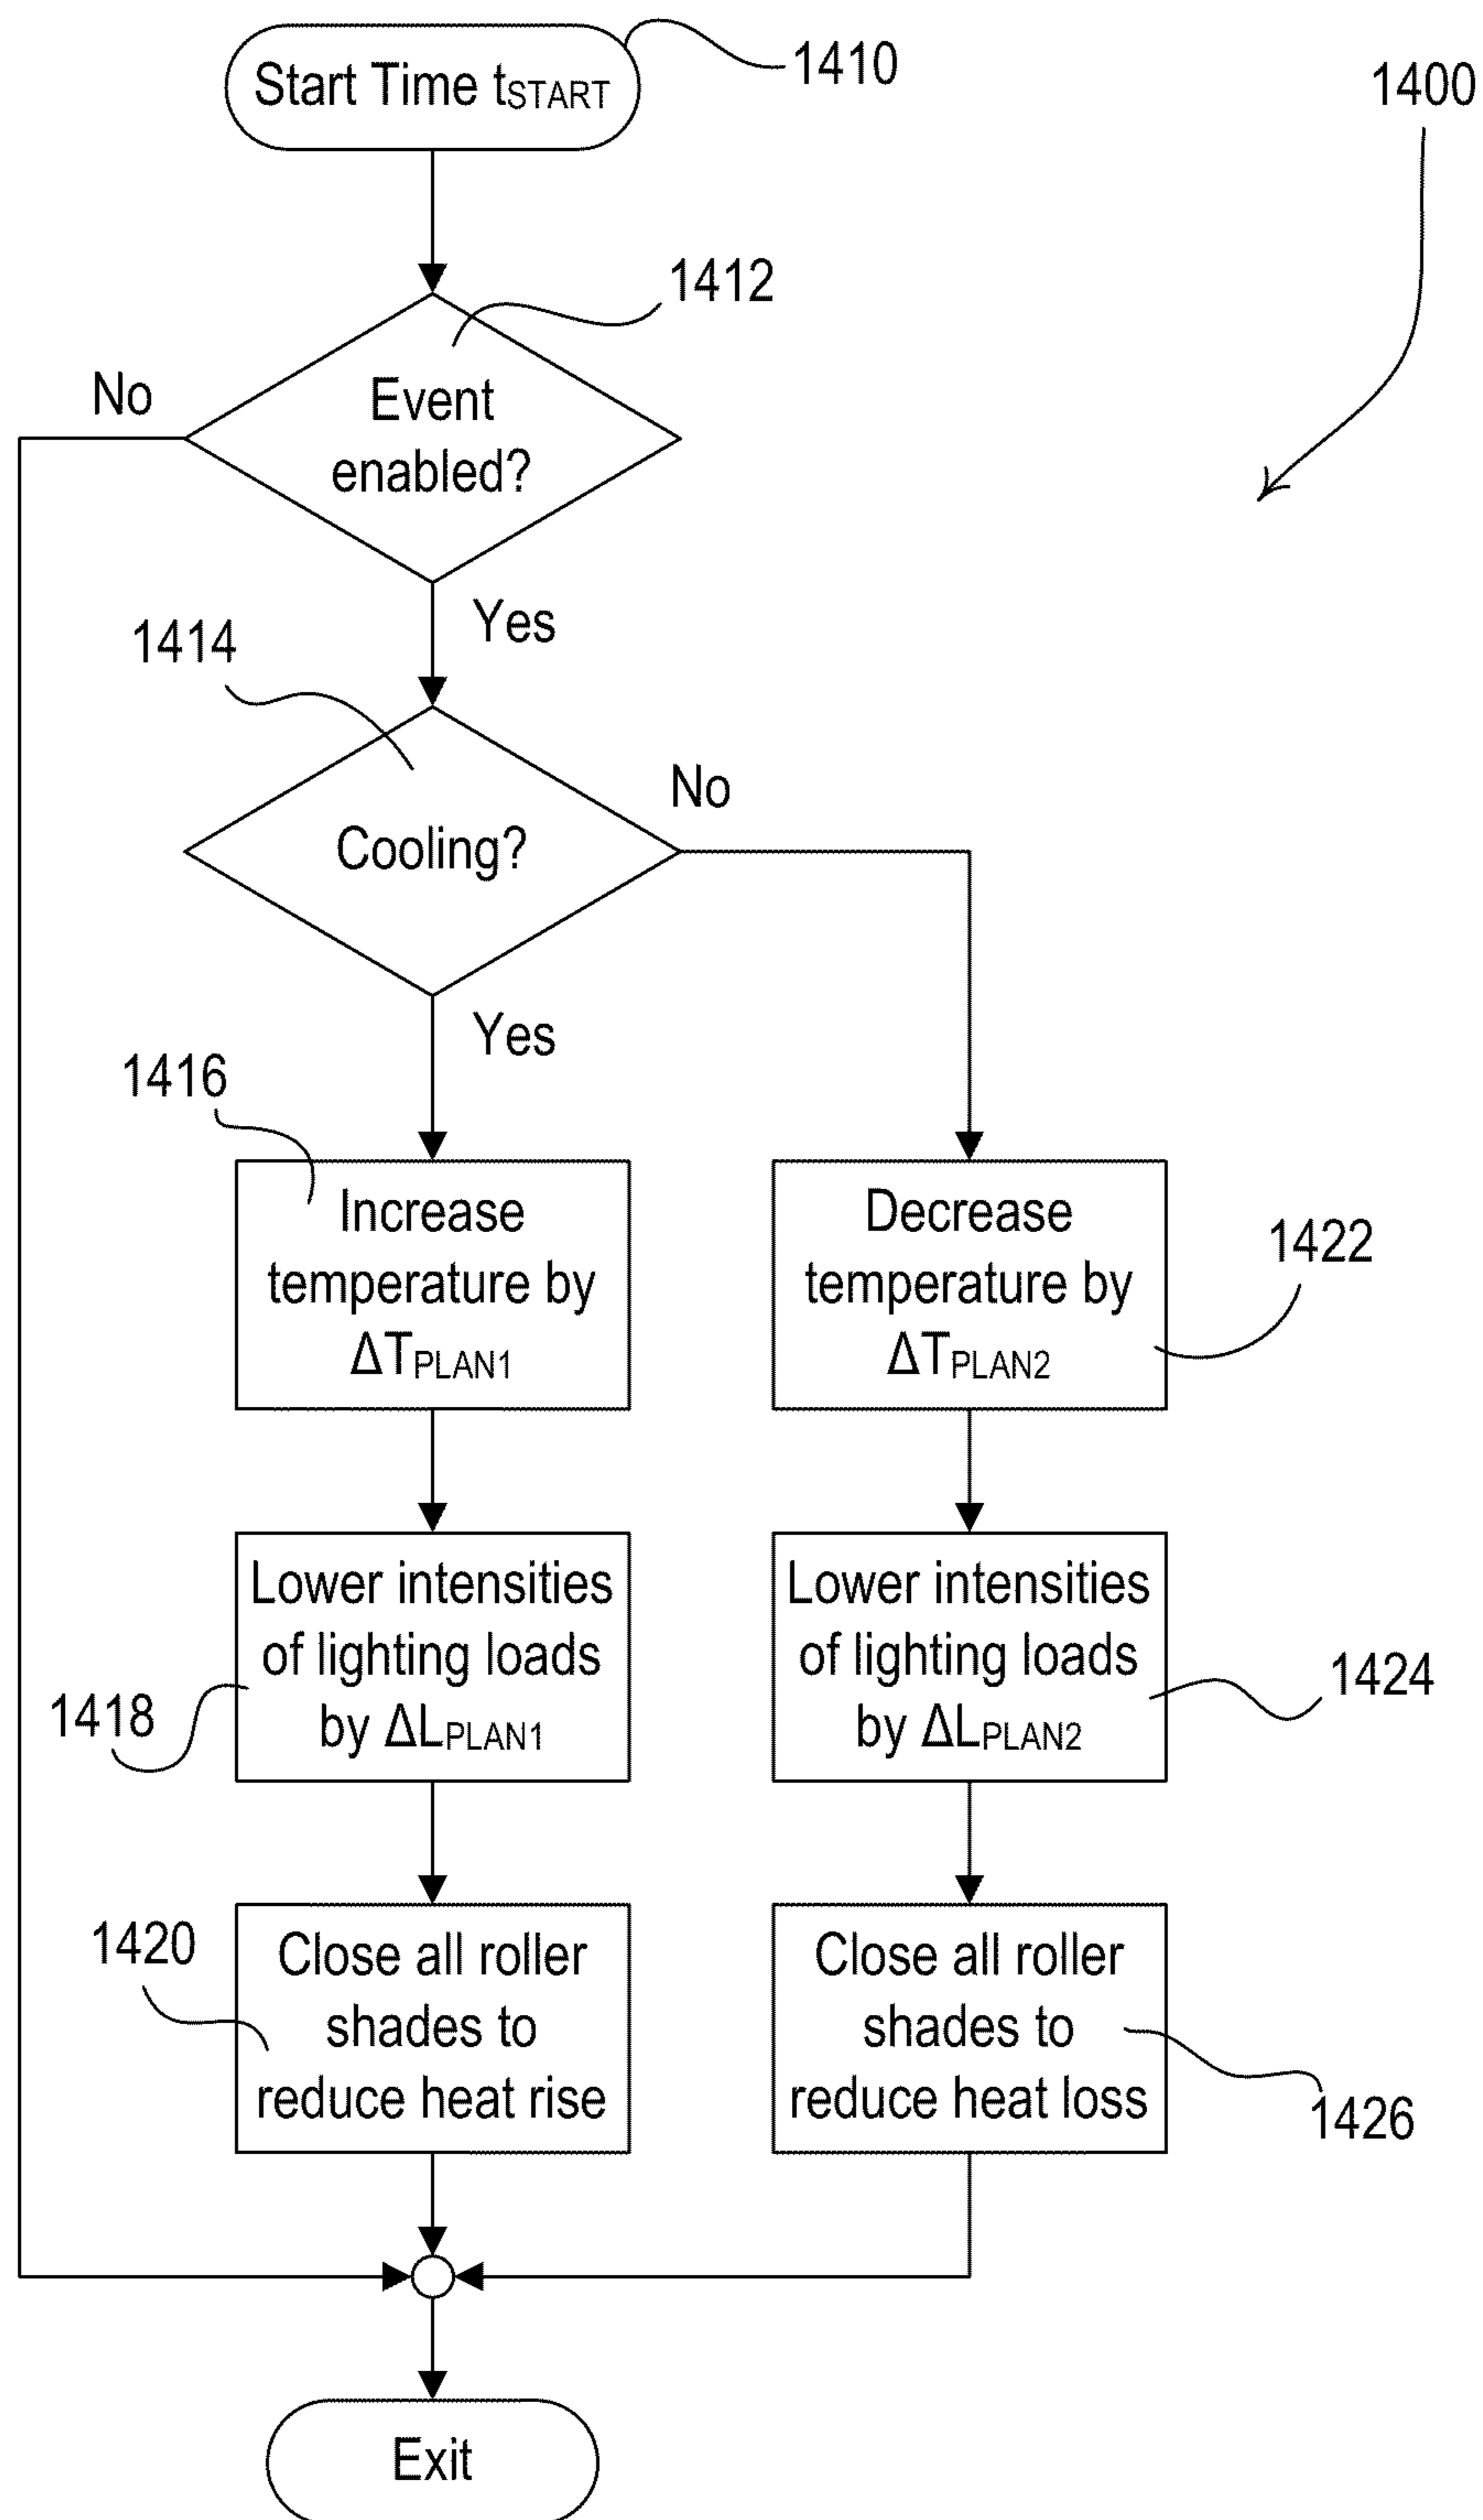 Start Time tSTART
1410
1400
1412
No
Event
enabled?
Yes
1414
No
Cooling?
Yes
1416
Increase
temperature by
ΔTPLAN1
Decrease
temperature by
ΔTPLAN2
1422
Lower intensities
of lighting loads
by ΔLPLAN1
1418
Lower intensities
of lighting loads
by ΔLPLAN2
1424
1420
Close all roller
shades to
reduce heat rise
Close all roller
shades to
reduce heat loss
1426
Exit